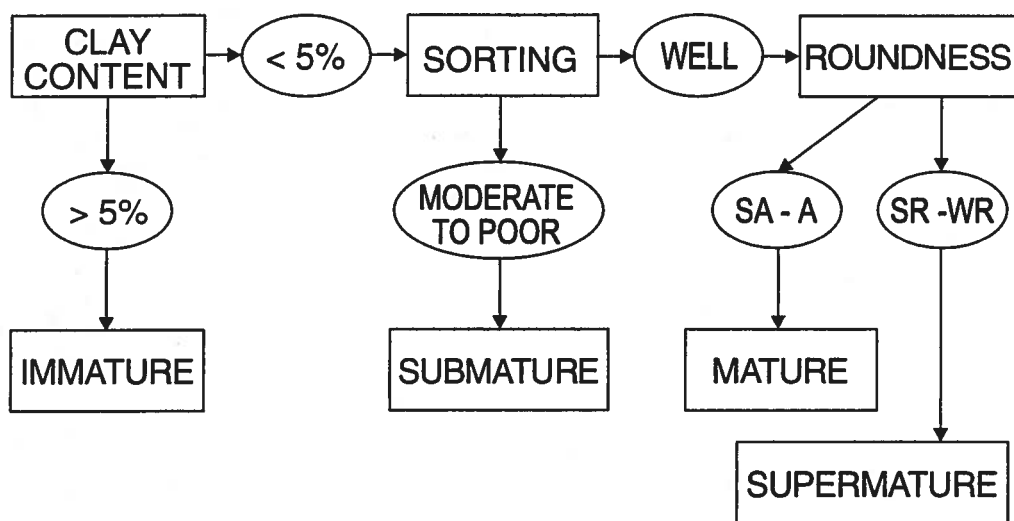 CLAY
CONTENT
< 5%
SORTING
WELL
ROUNDNESS
> 5%
MODERATE
TO POOR
SA - A
SR -WR
IMMATURE
SUBMATURE
MATURE
SUPERMATURE